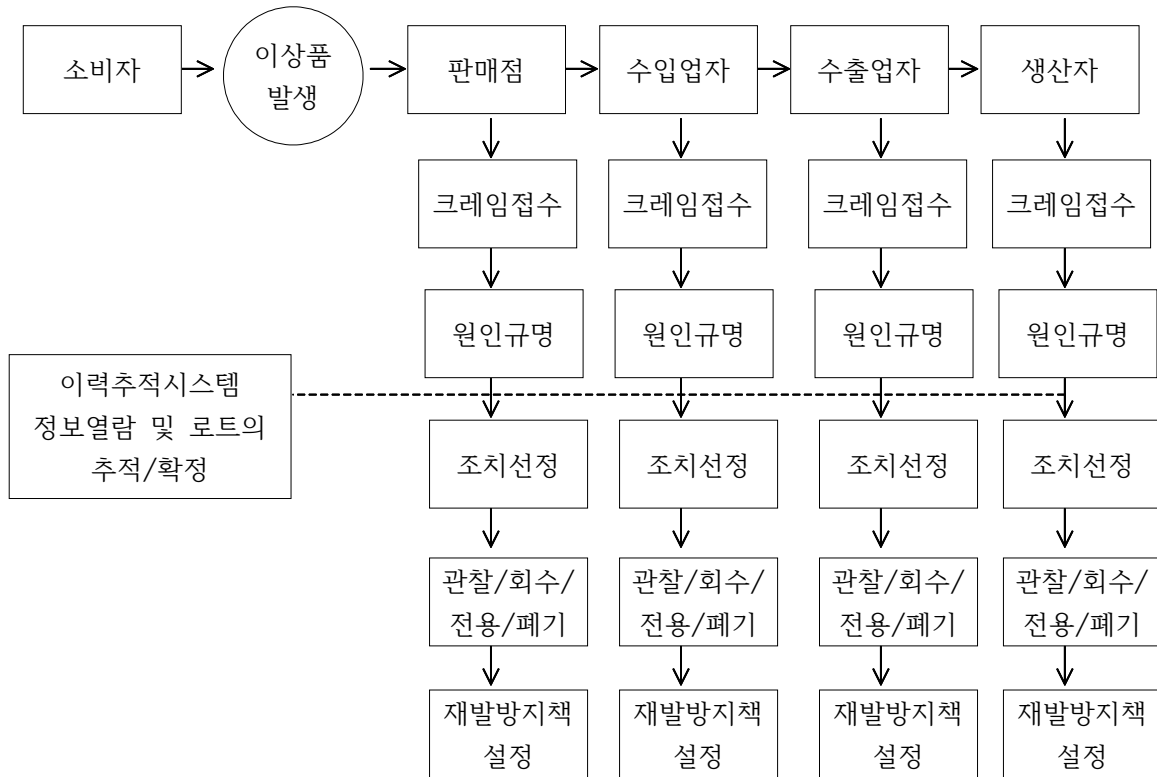 소비자
이상품
발생
판매점
수입업자
수출업자
생산자
크레임접수
크레임접수
크레임접수
크레임접수
원인규명
원인규명
원인규명
원인규명
이력추적시스템
정보열람 및 로트의
추적/확정
조치선정
조치선정
조치선정
조치선정
관찰/회수/
전용/폐기
관찰/회수/
전용/폐기
관찰/회수/
전용/폐기
관찰/회수/
전용/폐기
재발방지책
설정
재발방지책
설정
재발방지책
설정
재발방지책
설정